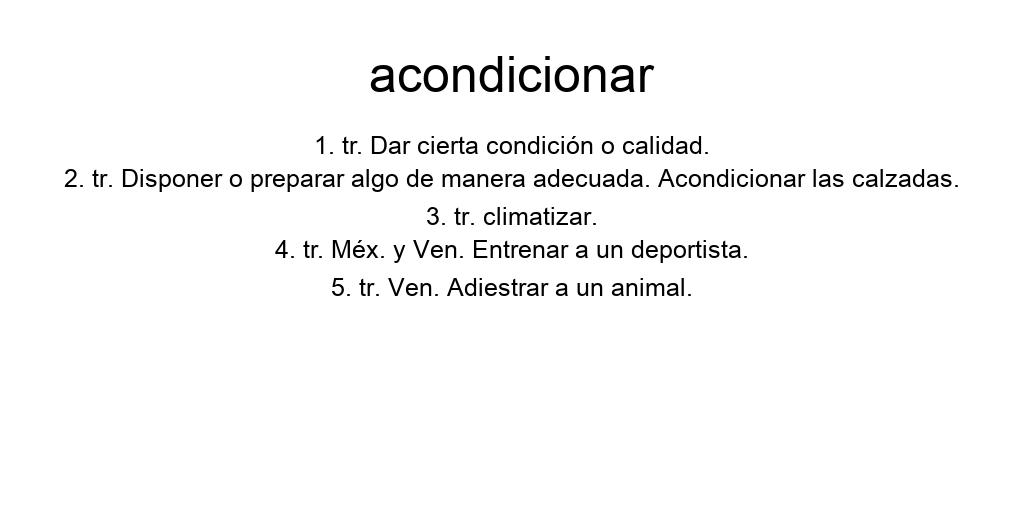 acondicionar
1. tr. Dar cierta condición o calidad.
2. tr. Disponer o preparar algo de manera adecuada. Acondicionar las calzadas.
3. tr. climatizar.
4. tr. Méx. y Ven. Entrenar a un deportista.
5. tr. Ven. Adiestrar a un animal.